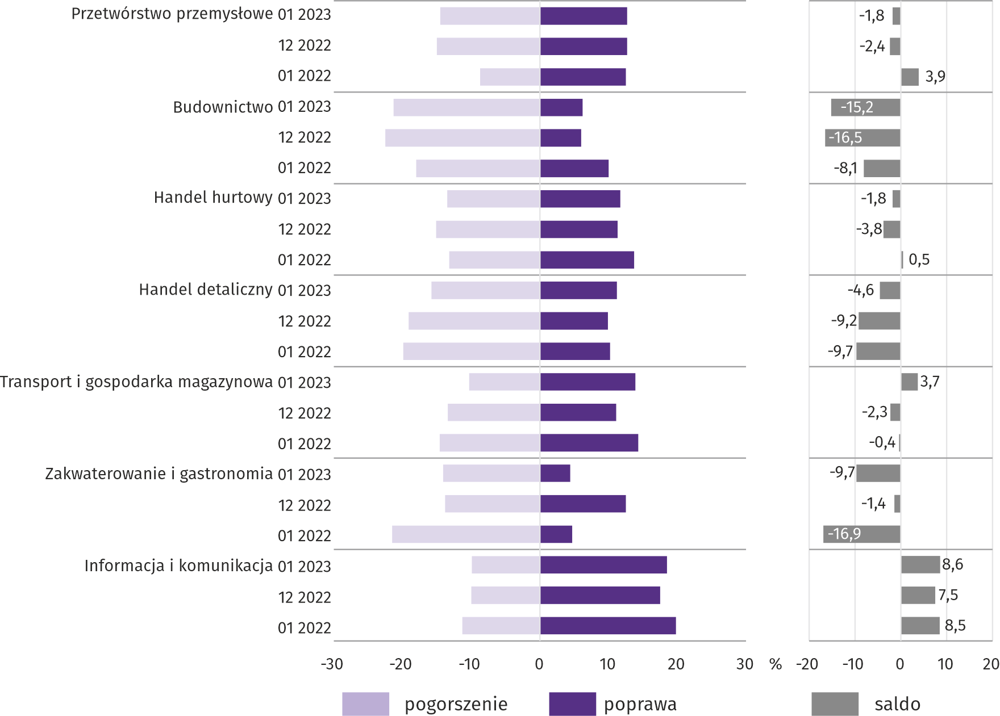 Przetwórstwo przemysłowe 01 2023 -1,8
12 2022 -2,4
01 2022 3,9
Budownictwo 01 2023 -15,2
12 2022 -16,5
01 2022 -8,1
Handel hurtowy 01 2023 -1,8
12 2022 -3,8
01 2022 0,5
Handel detaliczny 01 2023 -4,6
12 2022 -9,2
01 2022 -9,7
Transport i gospodarka magazynowa 01 2023 3,7
12 2022 -2,3
01 2022 -0,4
Zakwaterowanie i gastronomia 01 2023 -9,7
12 2022 -1,4
01 2022 -16,9
Informacja i komunikacja 01 2023 8,6
12 2022 7,5
01 2022 8,5
-30 -20 -10 0 10 20 30 % -20 -10 0 10 20
pogorszenie poprawa saldo